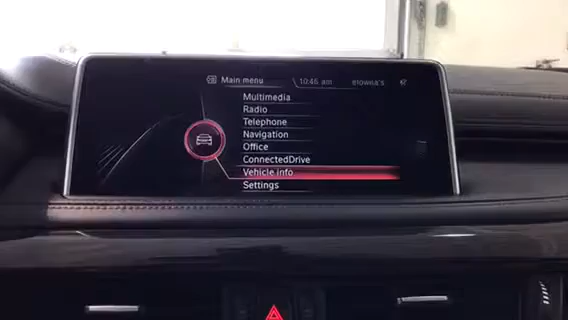 Main menu
10:46 am
Multimedia
Radio
Telephone
Navigation
Office
ConnectedDrive
Vehicle info
Settings